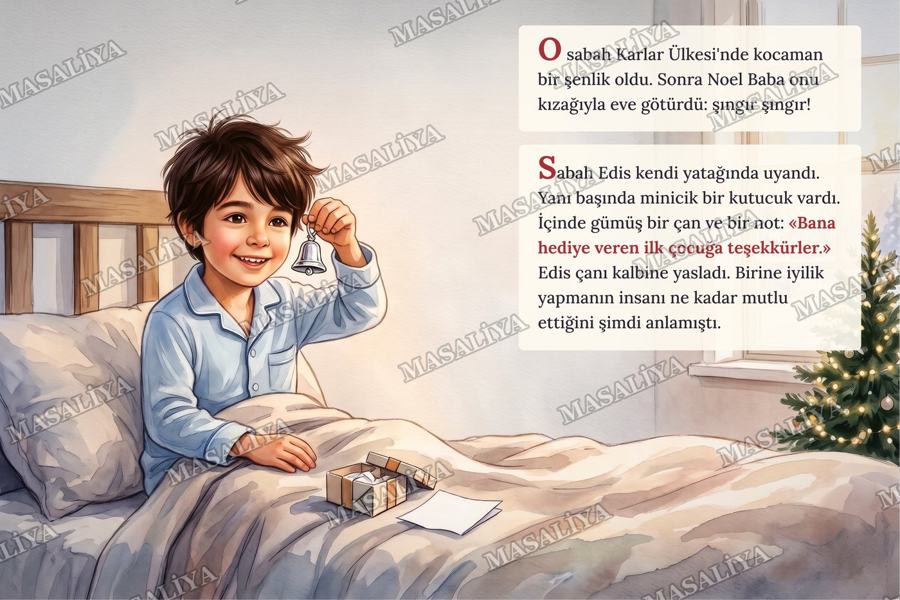 O sabah Karlar Ülkesi'nde kocaman
bir şenlik oldu. Sonra Noel Baba onu
kızağıyla eve götürdü: şıngır şıngır!
Sabah Edis kendi yatağında uyandı.
Yanı başında minicik bir kutucuk vardı.
İçinde gümüş bir çan ve bir not: «Bana
hediye veren ilk çocuğa teşekkürler.»
Edis çanı kalbine yasladı. Birine iyilik
yapmanın insanı ne kadar mutlu
ettiğini şimdi anlamıştı.
MASALİYA